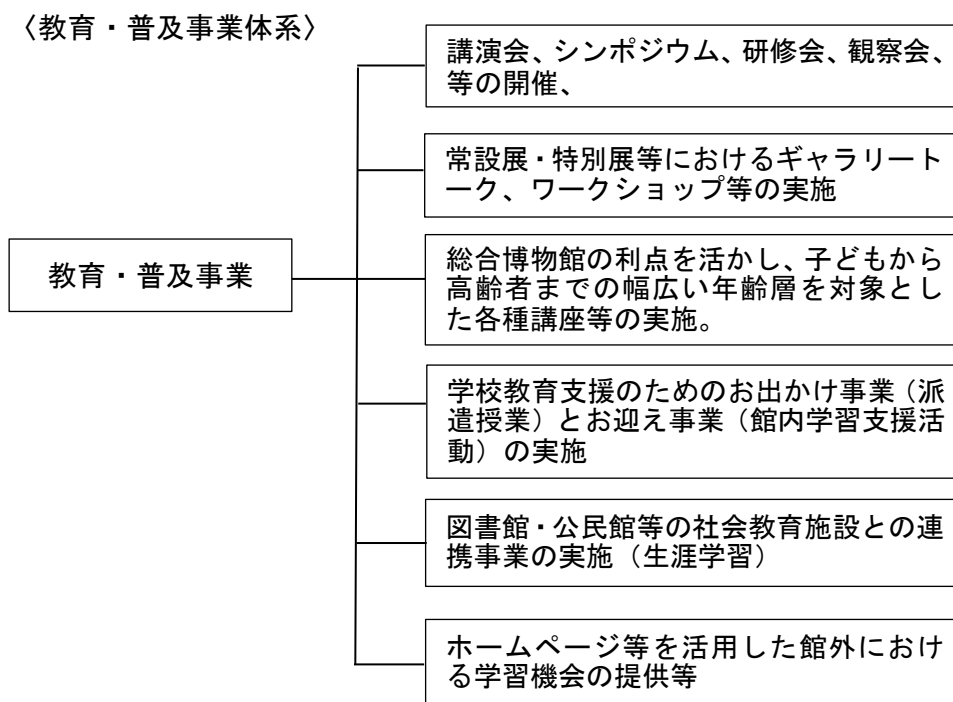 〈教育・普及事業体系〉
講演会、シンポジウム、研修会、観察会、
等の開催、
常設展・特別展等におけるギャラリート
ーク、ワークショップ等の実施
教育・普及事業
総合博物館の利点を活かし、子どもから
高齢者までの幅広い年齢層を対象とし
た各種講座等の実施。
学校教育支援のためのお出かけ事業（派
遣授業）とお迎え事業（館内学習支援活
動）の実施
図書館・公民館等の社会教育施設との連
携事業の実施（生涯学習）
ホームページ等を活用した館外におけ
る学習機会の提供等